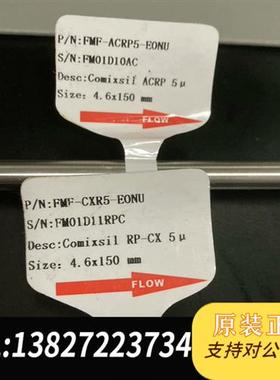 P/N:FMF-ACRP5-EONU
S/N:FM01D10AC
Desc:Comixsil ACRP 5μ
Size: 4.6x150 mm
FLOW
P/N:FMF-CXR5-EONU
S/N:FM01D11RPC
Desc:Comixsil RP-CX 5μ
Size: 4.6x150 mm
FLOW
:13827223734
原装正
支持对公